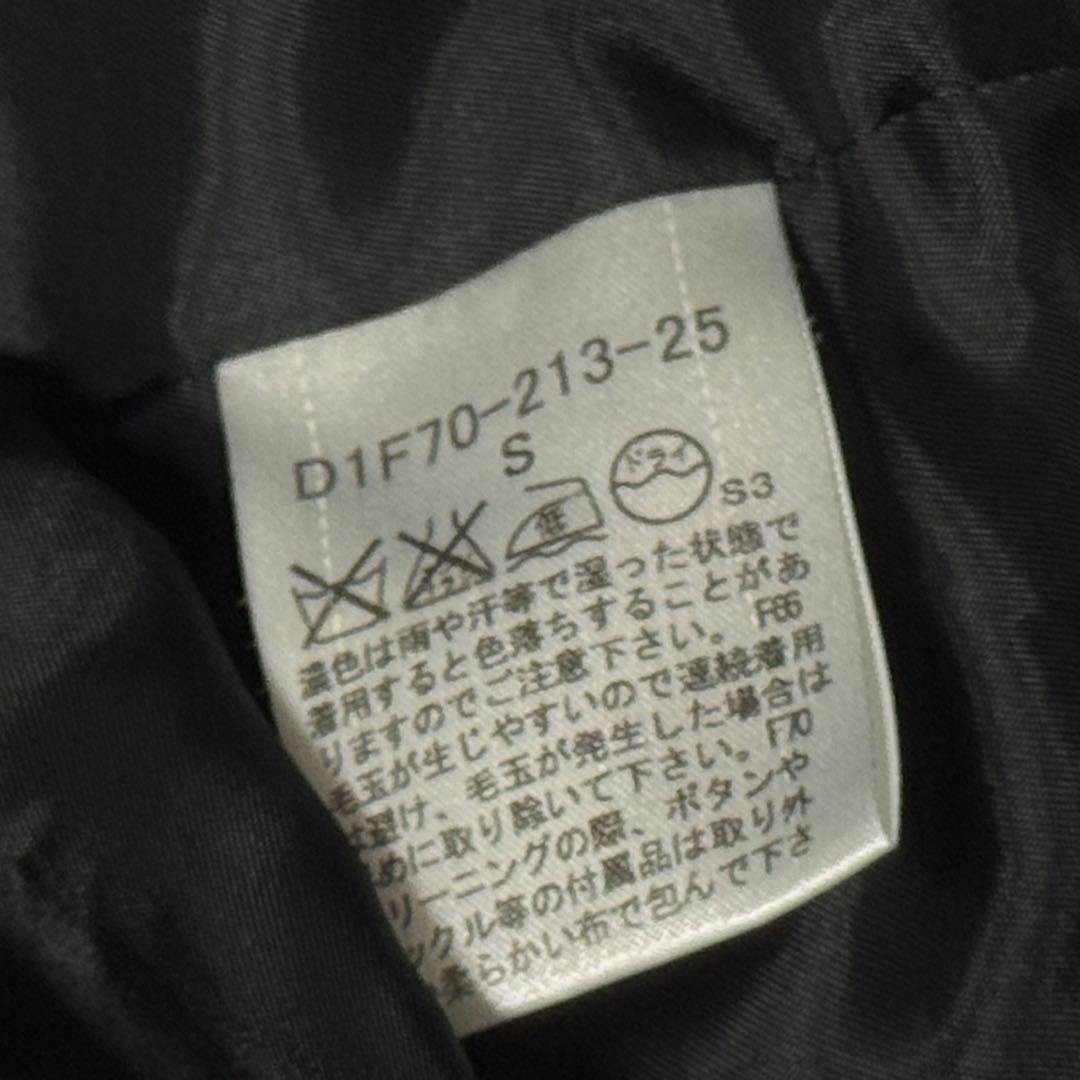 D1F70-213-25
S
低 ドライ S3
濃色は雨や汗等で湿った状態で
着用すると色落ちすることがあ
りますのでご注意下さい。 F86
毛玉が生じやすいので連続着用
は避け、毛玉が発生した場合は
めに取り除いて下さい。F70
リーニングの際、ボタンや
ックル等の付属品は取り外
柔らかい布で包んで下さ